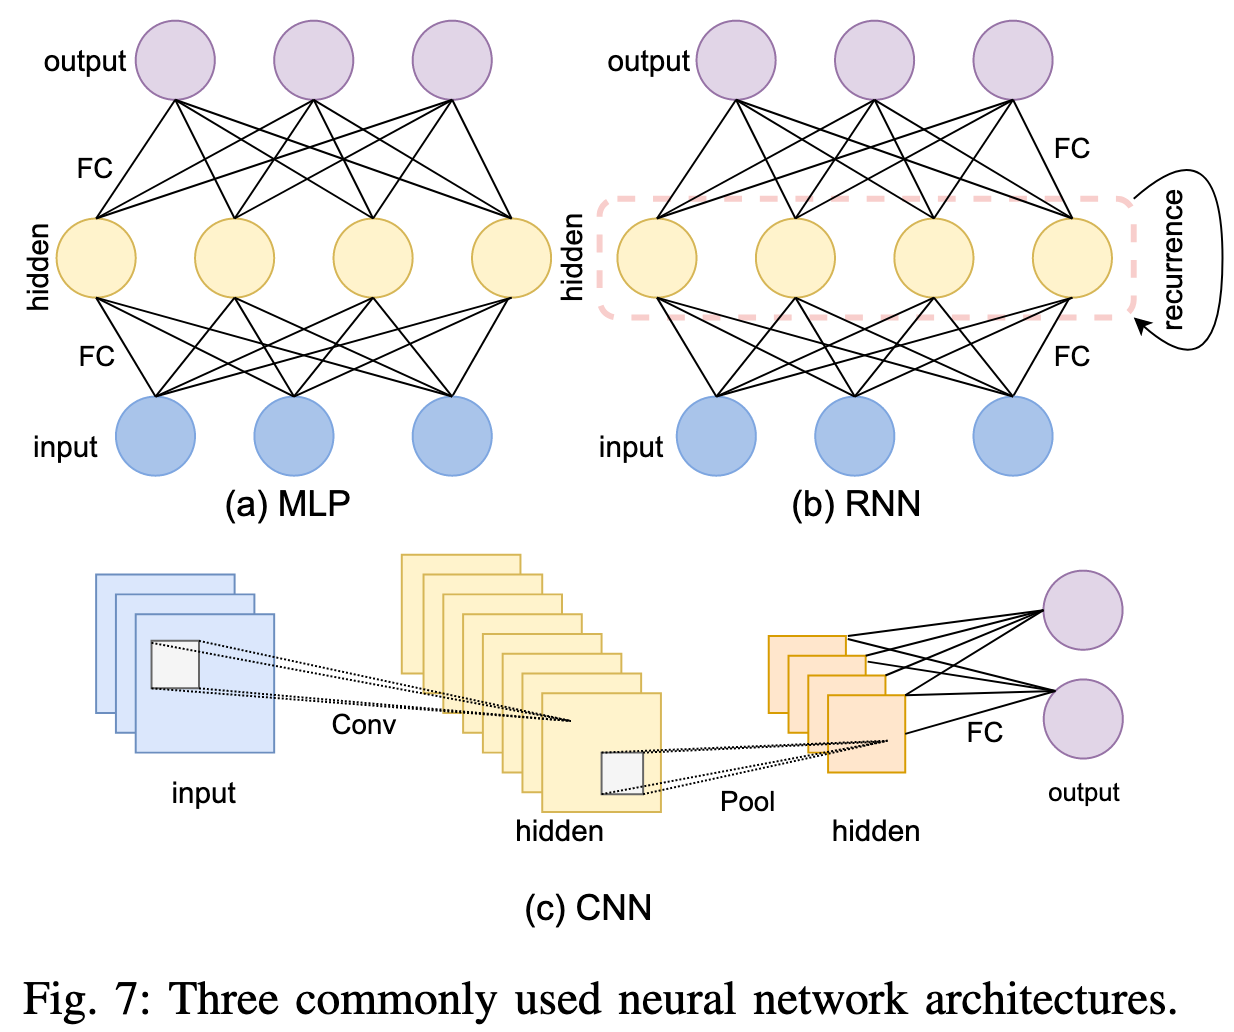 output
FC
hidden
FC
input
(a) MLP
output
FC
hidden
recurrence
FC
input
(b) RNN
Conv
input
hidden
Pool
hidden
FC
output
(c) CNN
Fig. 7: Three commonly used neural network architectures.